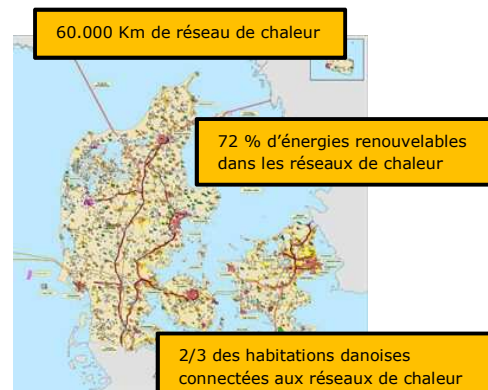 60.000 Km de réseau de chaleur
72 % d’énergies renouvelables
dans les réseaux de chaleur
2/3 des habitations danoises
connectées aux réseaux de chaleur